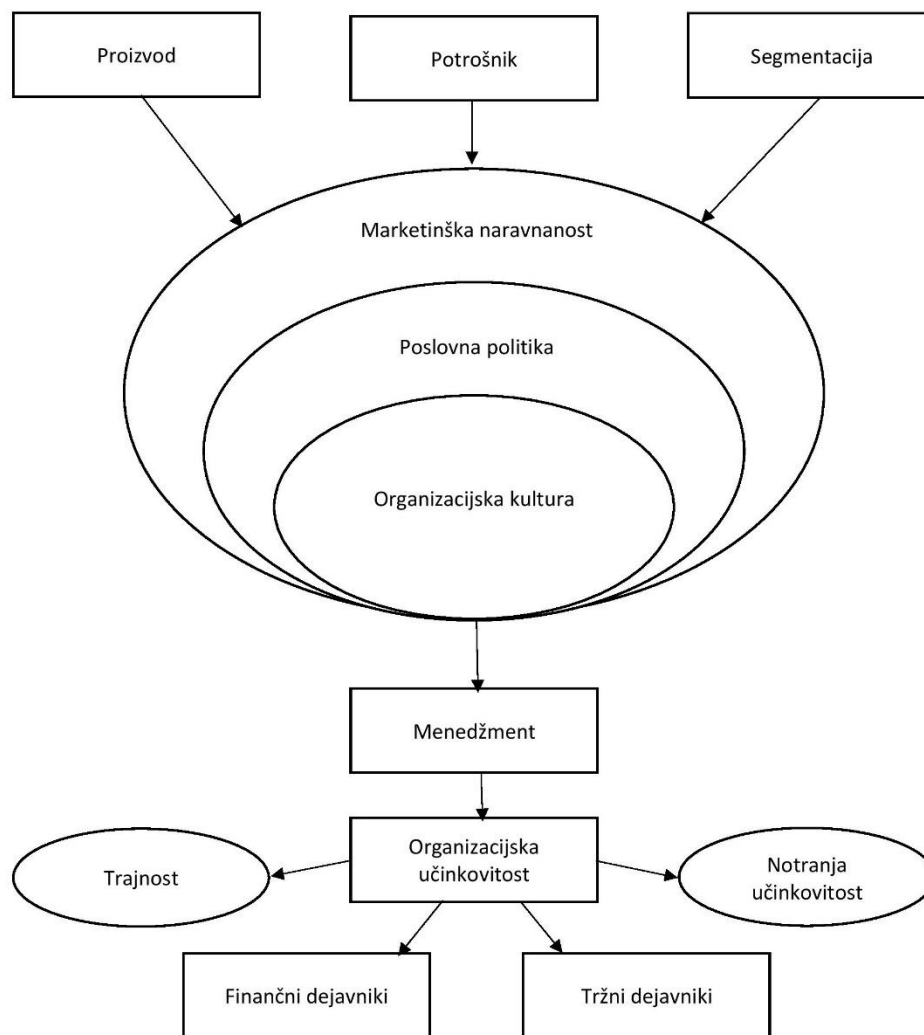 Proizvod
Potrošnik
Segmentacija
Marketinška naravnanost
Poslovna politika
Organizacijska kultura
Menedžment
Organizacijska
učinkovitost
Trajnost
Notranja
učinkovitost
Finančni dejavniki
Tržni dejavniki